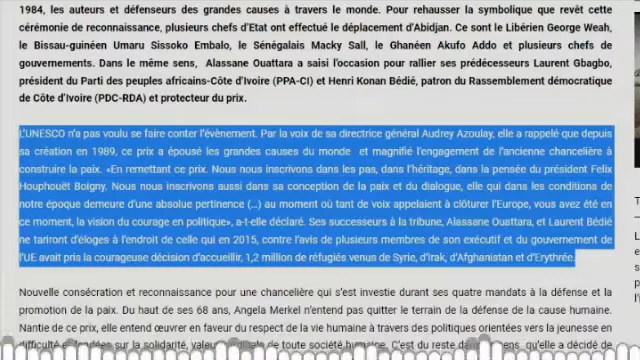 1984, les auteurs et défenseurs des grandes causes à travers le monde. Pour rehausser la symbolique que revêt cette
cérémonie de reconnaissance, plusieurs chefs d'Etat ont effectué le déplacement d'Abidjan. Ce sont le Libérien George Weah,
le Bissau-guinéen Umaru Sissoko Embalo, le Sénégalais Macky Sall, le Ghanéen Akufo Addo et plusieurs chefs de
gouvernements. Dans le même sens, Alassane Ouattara a saisi l'occasion pour rallier ses prédécesseurs Laurent Gbagbo,
président du Parti des peuples africains-Côte d'Ivoire (PPA-CI) et Henri Konan Bédié, patron du Rassemblement démocratique
de Côte d'Ivoire (PDC-RDA) et protecteur du prix.
L'UNESCO n'a pas voulu se faire conter l'évènement. Par la voix de sa directrice général Audrey Azoulay, elle a rappelé que depuis
sa création en 1989, ce prix a épousé les grandes causes du monde et magnifié l'engagement de l'ancienne chancelière à
construire la paix. «En remettant ce prix. Nous nous inscrivons dans les pas, dans l'héritage, dans la pensée du président Felix
Houphouët Boigny. Nous nous inscrivons aussi dans sa conception de la paix et du dialogue, elle qui dans les conditions de
notre époque demeure d'une absolue pertinence (...) au moment où tant de voix appelaient à clôturer l'Europe, vous avez été en
ce moment, la vision du courage en politique», a-t-elle déclaré. Ses successeurs à la tribune, Alassane Ouattara, et Laurent Bédié
ne tariront d'éloges à l'endroit de celle qui en 2015, contre l'avis de plusieurs membres de son exécutif et du gouvernement de
l'UE avait pris la courageuse décision d'accueillir, 1,2 million de réfugiés venus de Syrie, d'Irak, d'Afghanistan et d'Erythrée.
Nouvelle consécration et reconnaissance pour une chancelière qui s'est investie durant ses quatre mandats à la défense et la
promotion de la paix. Du haut de ses 68 ans, Angela Merkel n'entend pas quitter le terrain de la défense de la cause humaine.
Nantie de ce prix, elle entend œuvrer en faveur du respect de la vie humaine à travers des politiques orientées vers la jeunesse en